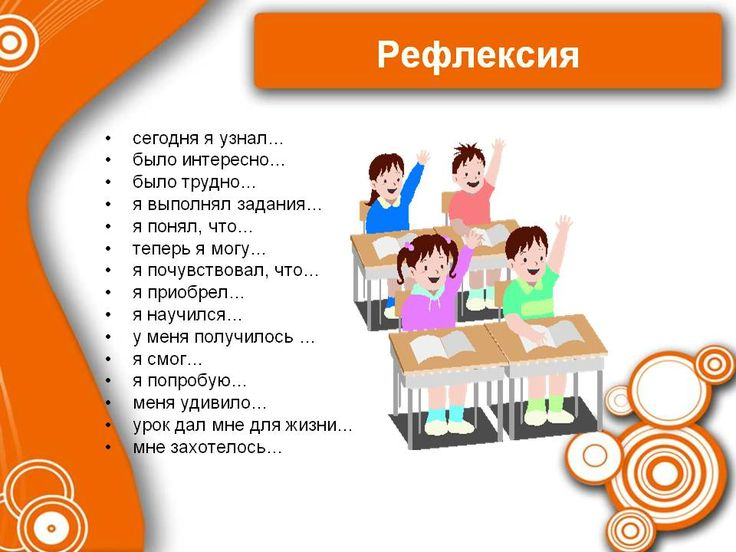 Рефлексия
• сегодня я узнал…
• было интересно…
• было трудно…
• я выполнял задания…
• я понял, что…
• теперь я могу…
• я почувствовал, что…
• я приобрел…
• я научился…
• у меня получилось …
• я смог…
• я попробую…
• меня удивило…
• урок дал мне для жизни…
• мне захотелось…